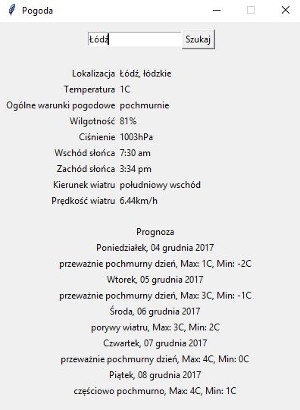 Pogoda
Łódź Szukaj
Lokalizacja Łódź, łódzkie
Temperatura 1C
Ogólne warunki pogodowe pochmurnie
Wilgotność 81%
Ciśnienie 1003hPa
Wschód słońca 7:30 am
Zachód słońca 3:34 pm
Kierunek wiatru południowy wschód
Prędkość wiatru 6.44km/h
Prognoza
Poniedziałek, 04 grudnia 2017
przeważnie pochmurny dzień, Max: 1C, Min: -2C
Wtorek, 05 grudnia 2017
przeważnie pochmurny dzień, Max: 3C, Min: -1C
Środa, 06 grudnia 2017
porywy wiatru, Max: 3C, Min: 2C
Czwartek, 07 grudnia 2017
przeważnie pochmurny dzień, Max: 4C, Min: 0C
Piątek, 08 grudnia 2017
częściowo pochmurno, Max: 4C, Min: 1C